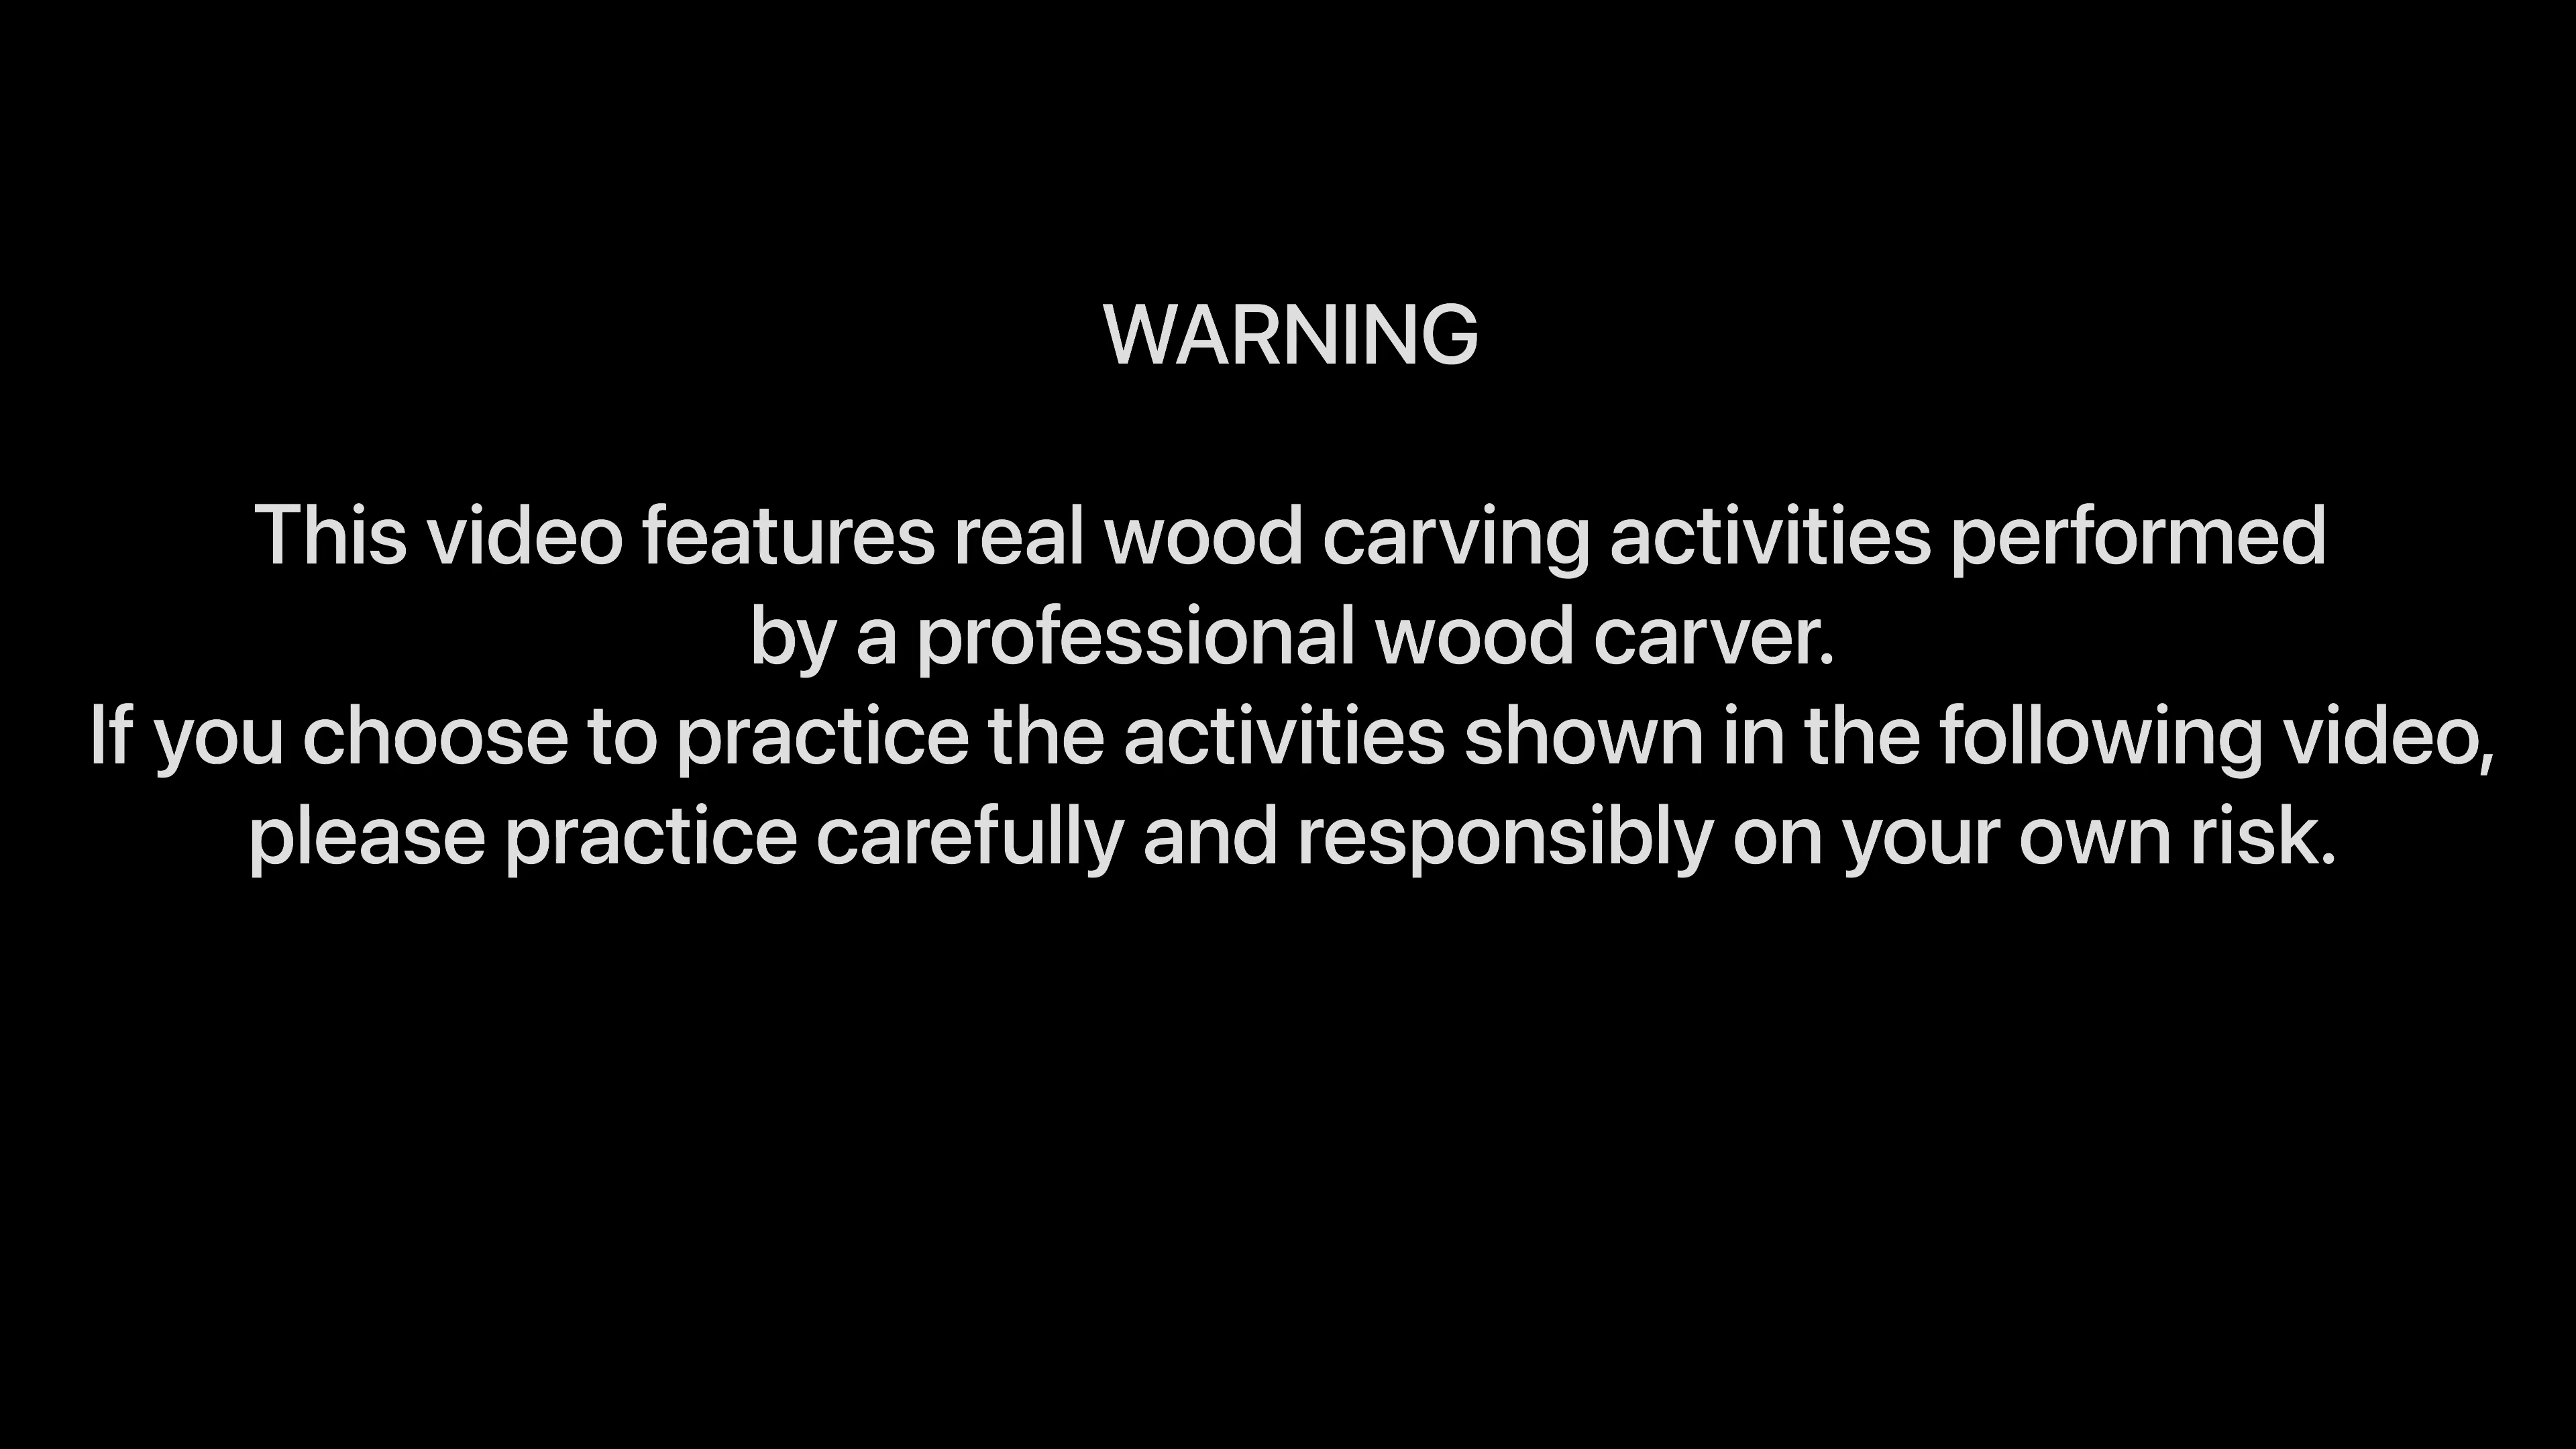 WARNING
This video features real wood carving activities performed
by a professional wood carver.
If you choose to practice the activities shown in the following video,
please practice carefully and responsibly on your own risk.